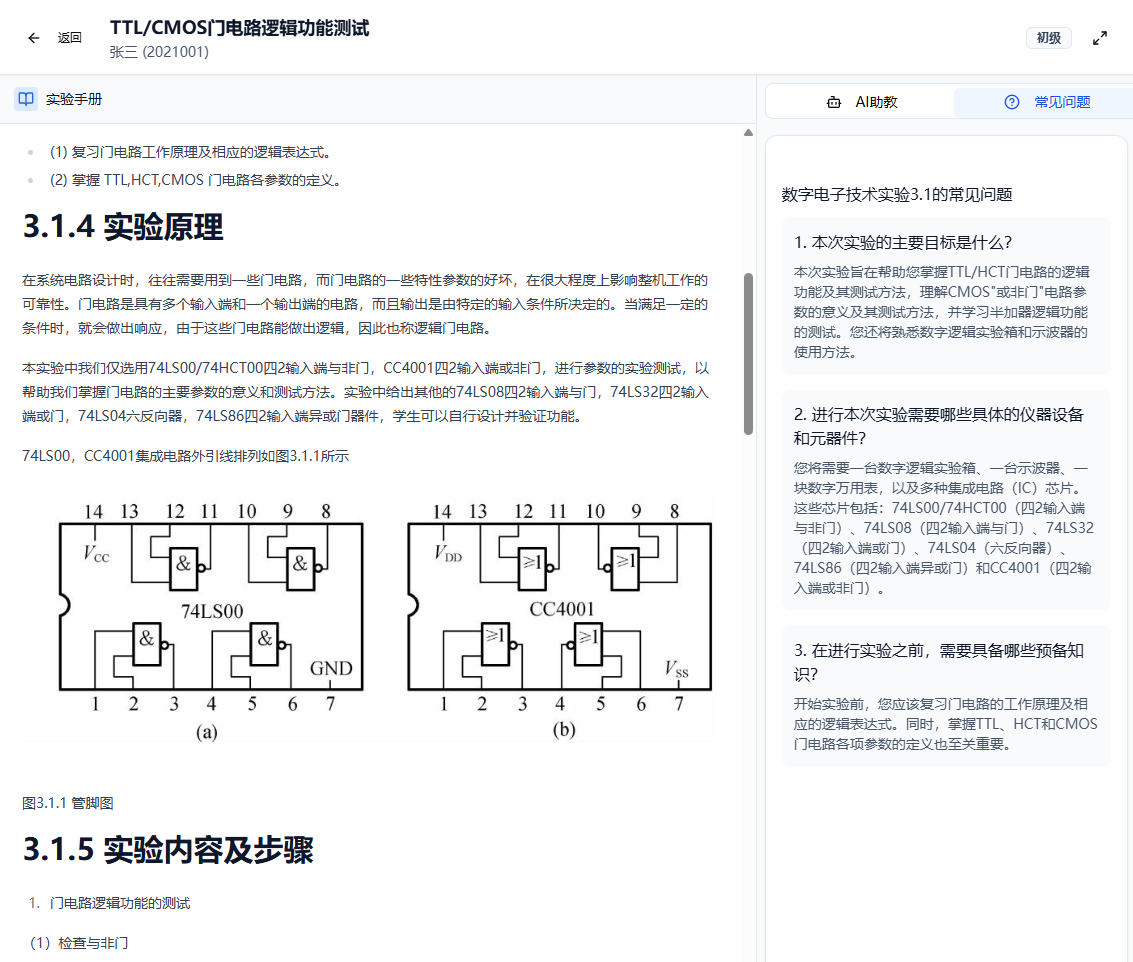 返回
TTL/CMOS门电路逻辑功能测试
张三 (2021001)
初级
实验手册
(1) 复习门电路工作原理及相应的逻辑表达式。
(2) 掌握 TTL,HCT,CMOS 门电路各参数的定义。
3.1.4 实验原理
在系统电路设计时，往往需要用到一些门电路，而门电路的一些特性参数的好坏，在很大程度上影响整机工作的
可靠性。门电路是具有多个输入端和一个输出端的电路，而且输出是由特定的输入条件所决定的。当满足一定的
条件时，就会做出响应，由于这些门电路能做出逻辑，因此也称逻辑门电路。
本实验中我们仅选用74LS00/74HCT00四2输入端与非门，CC4001四2输入端或非门，进行参数的实验测试，以
帮助我们掌握门电路的主要参数的意义和测试方法。实验中给出其他的74LS08四2输入端与门，74LS32四2输入
端或门，74LS04六反向器，74LS86四2输入端异或门器件，学生可以自行设计并验证功能。
74LS00，CC4001集成电路外引线排列如图3.1.1所示
14 13 12 11 10 9 8
VCC
& &
74LS00
& &
GND
1 2 3 4 5 6 7
(a)
14 13 12 11 10 9 8
VDD
≥1 ≥1
CC4001
≥1 ≥1
VSS
1 2 3 4 5 6 7
(b)
图3.1.1 管脚图
3.1.5 实验内容及步骤
1. 门电路逻辑功能的测试
（1）检查与非门
AI助教
常见问题
数字电子技术实验3.1的常见问题
1. 本次实验的主要目标是什么？
本次实验旨在帮助您掌握TTL/HCT门电路的逻辑
功能及其测试方法，理解CMOS"或非门"电路参
数的意义及其测试方法，并学习半加器逻辑功能
的测试。您还将熟悉数字逻辑实验箱和示波器的
使用方法。
2. 进行本次实验需要哪些具体的仪器设备
和元器件？
您将需要一台数字逻辑实验箱、一台示波器、一
块数字万用表，以及多种集成电路（IC）芯片。
这些芯片包括：74LS00/74HCT00（四2输入端
与非门）、74LS08（四2输入端与门）、74LS32
（四2输入端或门）、74LS04（六反向器）、
74LS86（四2输入端异或门）和CC4001（四2输
入端或非门）。
3. 在进行实验之前，需要具备哪些预备知
识？
开始实验前，您应该复习门电路的工作原理及相
应的逻辑表达式。同时，掌握TTL、HCT和CMOS
门电路各项参数的定义也至关重要。